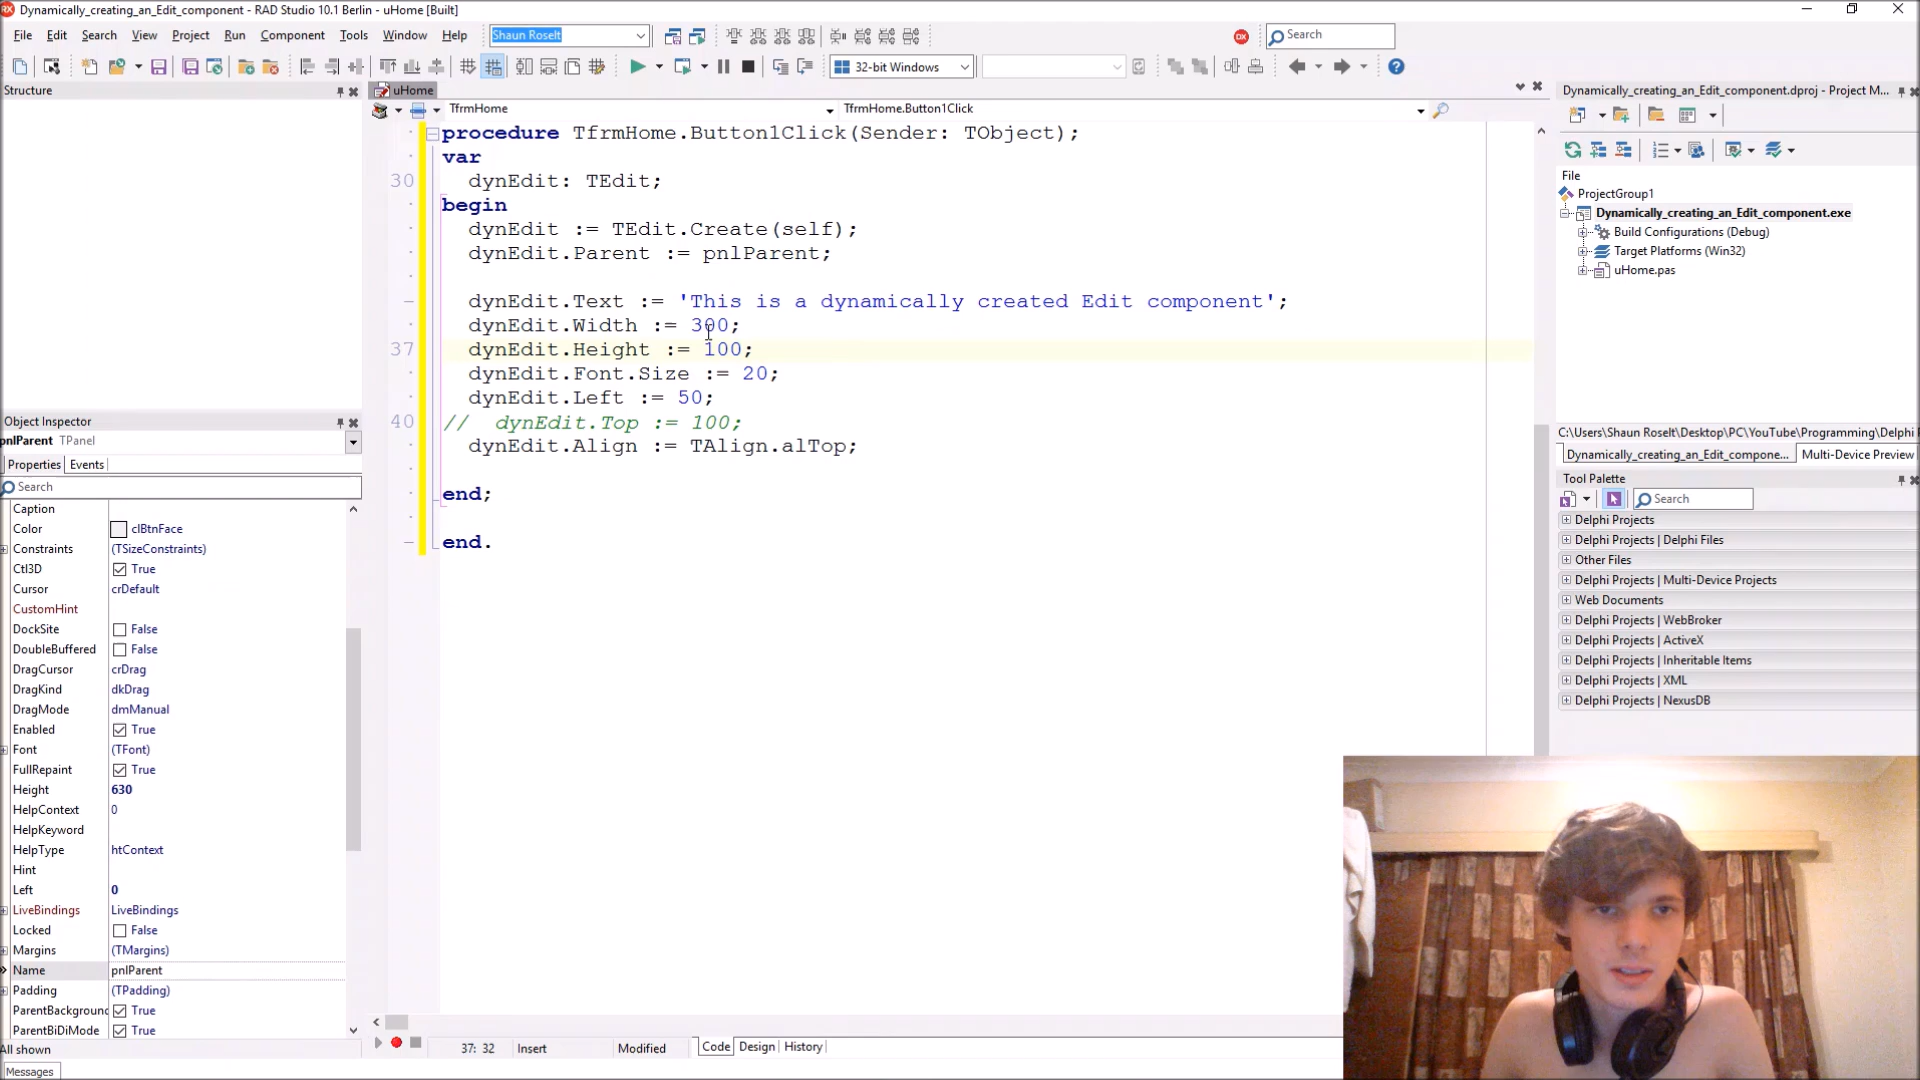 Dynamically_creating_an_Edit_component - RAD Studio 10.1 Berlin - uHome [Built]
File Edit Search View Project Run Component Tools Window Help Shaun Roselt Search
32-bit Windows
Structure
uHome
TfrmHome
TfrmHome.Button1Click
procedure TfrmHome.Button1Click(Sender: TObject);
var
30 dynEdit: TEdit;
begin
dynEdit := TEdit.Create(self);
dynEdit.Parent := pnlParent;
dynEdit.Text := 'This is a dynamically created Edit component';
dynEdit.Width := 300;
37 dynEdit.Height := 100;
dynEdit.Font.Size := 20;
dynEdit.Left := 50;
40 // dynEdit.Top := 100;
dynEdit.Align := TAlign.alTop;
end;
end.
Object Inspector
pnlParent TPanel
Properties Events
Search
Caption
Color clBtnFace
Constraints (TSizeConstraints)
Ctl3D True
Cursor crDefault
CustomHint
DockSite False
DoubleBuffered False
DragCursor crDrag
DragKind dkDrag
DragMode dmManual
Enabled True
Font (TFont)
FullRepaint True
Height 630
HelpContext 0
HelpKeyword
HelpType htContext
Hint
Left 0
LiveBindings LiveBindings
Locked False
Margins (TMargins)
Name pnlParent
Padding (TPadding)
ParentBackground True
ParentBiDiMode True
All shown
Messages
37: 32 Insert Modified Code Design History
Dynamically_creating_an_Edit_component.dproj - Project M...
File
ProjectGroup1
Dynamically_creating_an_Edit_component.exe
Build Configurations (Debug)
Target Platforms (Win32)
uHome.pas
C:\Users\Shaun Roselt\Desktop\PC\YouTube\Programming\Delphi P
Dynamically_creating_an_Edit_compone... Multi-Device Preview
Tool Palette
Search
Delphi Projects
Delphi Projects | Delphi Files
Other Files
Delphi Projects | Multi-Device Projects
Web Documents
Delphi Projects | WebBroker
Delphi Projects | ActiveX
Delphi Projects | Inheritable Items
Delphi Projects | XML
Delphi Projects | NexusDB